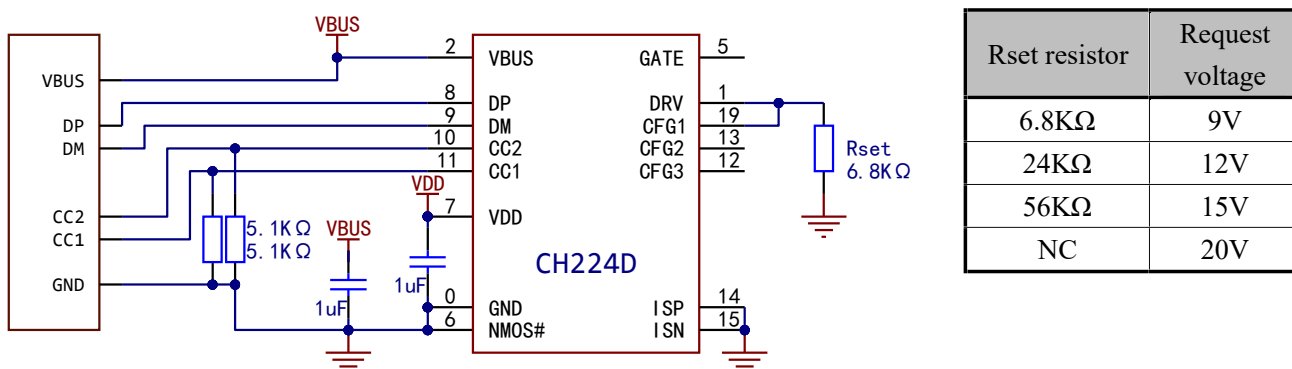 VBUS
VBUS
DP
DM
CC2
CC1
GND
5.1KΩ
5.1KΩ
VBUS
1uF
VDD
1uF
2 VBUS
8 DP
9 DM
10 CC2
11 CC1
7 VDD
0 GND
6 NMOS#
CH224D
GATE 5
DRV 1
CFG1 19
CFG2 13
CFG3 12
ISP 14
ISN 15
Rset
6.8KΩ
Rset resistor Request voltage
6.8KΩ 9V
24KΩ 12V
56KΩ 15V
NC 20V